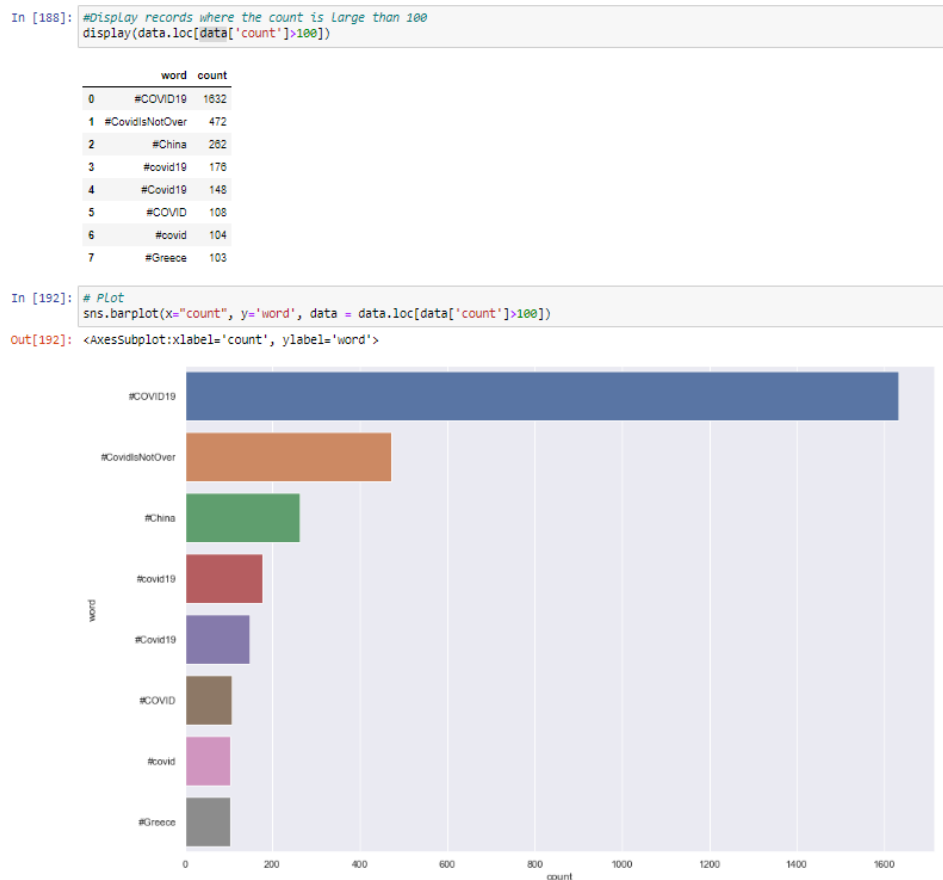 In [188]: #Display records where the count is large than 100
display(data.loc[data['count']>100])
word count
0 #COVID19 1632
1 #CovidIsNotOver 472
2 #China 262
3 #covid19 176
4 #Covid19 148
5 #COVID 108
6 #covid 104
7 #Greece 103
In [192]: # Plot
sns.barplot(x="count", y='word', data = data.loc[data['count']>100])
Out[192]: <AxesSubplot:xlabel='count', ylabel='word'>
#COVID19
#CovidIsNotOver
#China
#covid19
word
#Covid19
#COVID
#covid
#Greece
0 200 400 600 800 1000 1200 1400 1600
count